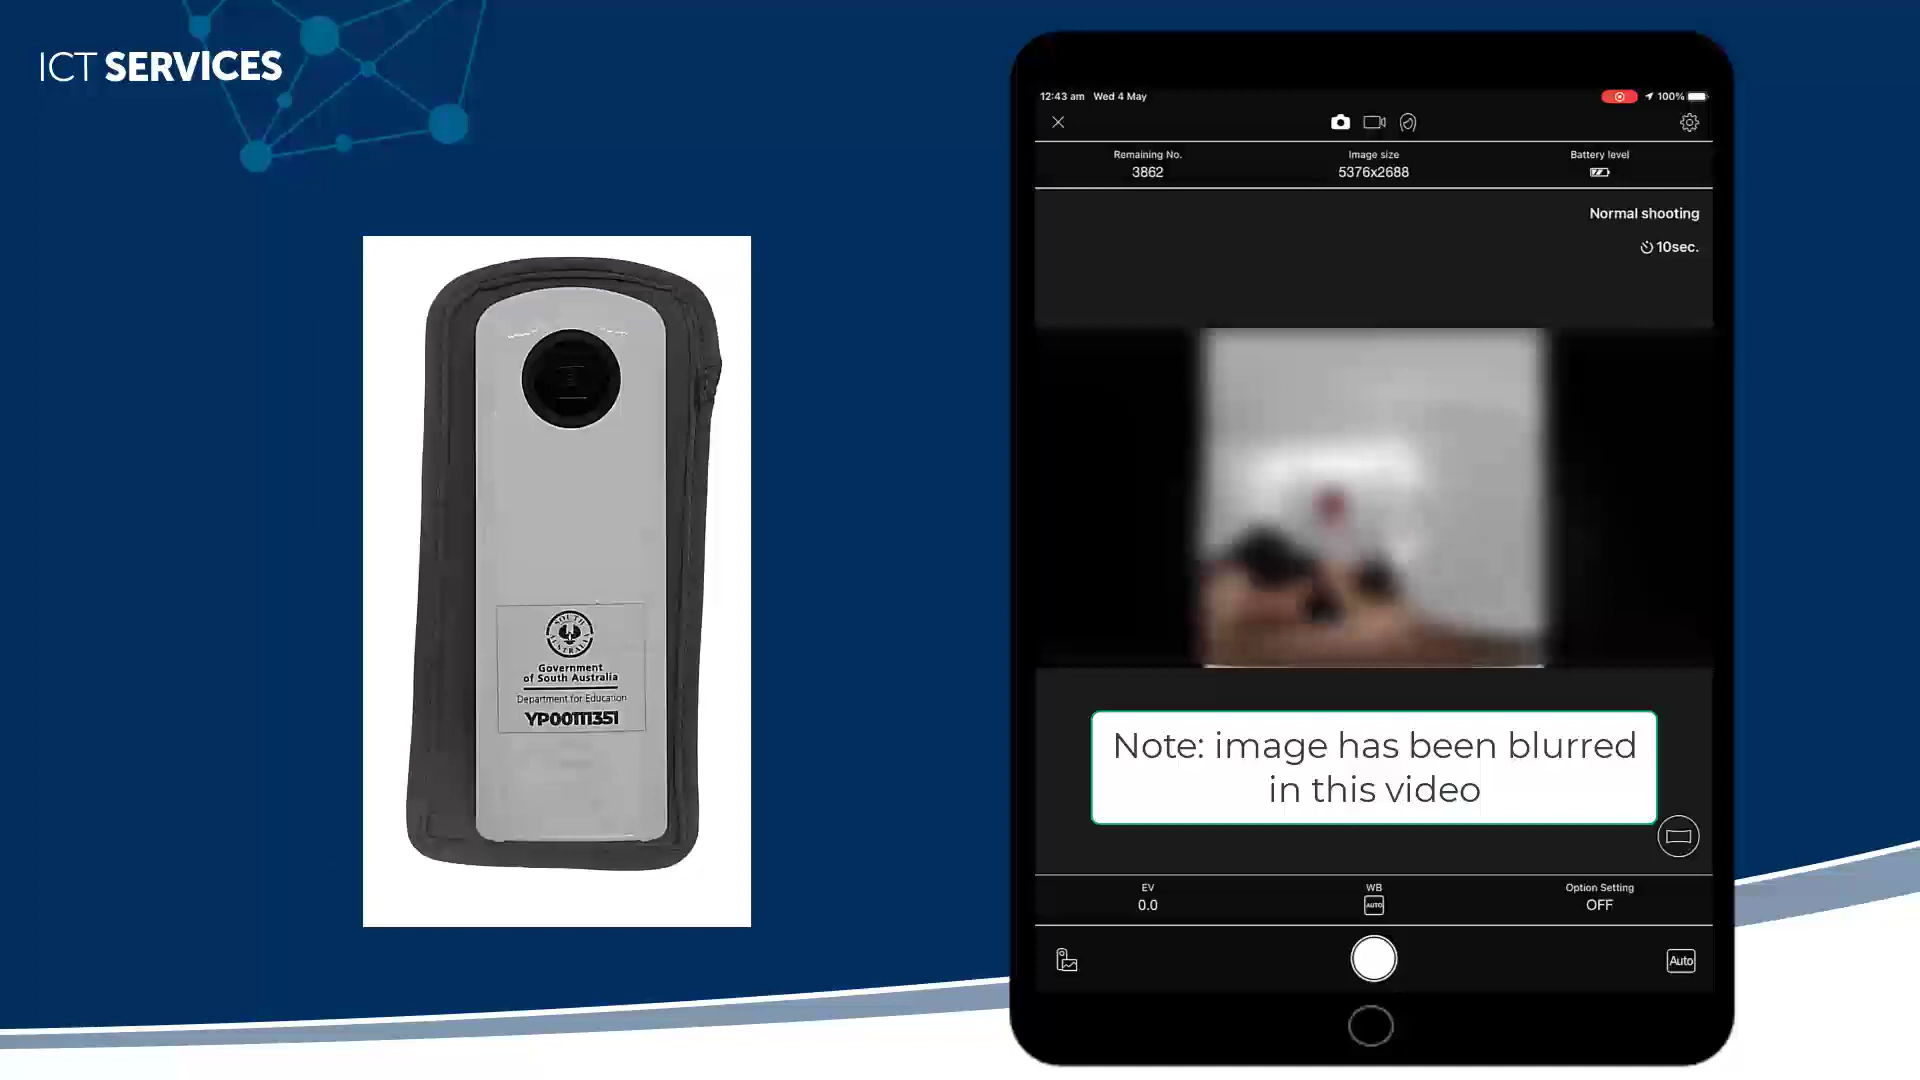 ICT SERVICES
SOUTH
AUSTRALIA
Government
of South Australia
Department for Education
YP00111351
12:43 am Wed 4 May
100%
Remaining No.
3862
Image size
5376x2688
Battery level
Normal shooting
10sec.
Note: image has been blurred
in this video
EV
0.0
WB
AUTO
Option Setting
OFF
Auto